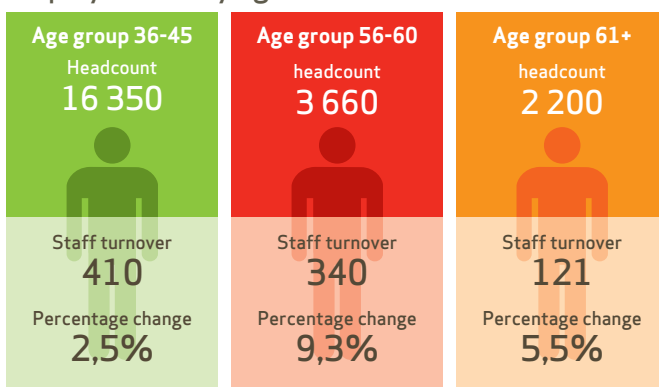 Age group 36-45
Headcount
16 350
Staff turnover
410
Percentage change
2,5%
Age group 56-60
headcount
3 660
Staff turnover
340
Percentage change
9,3%
Age group 61+
headcount
2 200
Staff turnover
121
Percentage change
5,5%